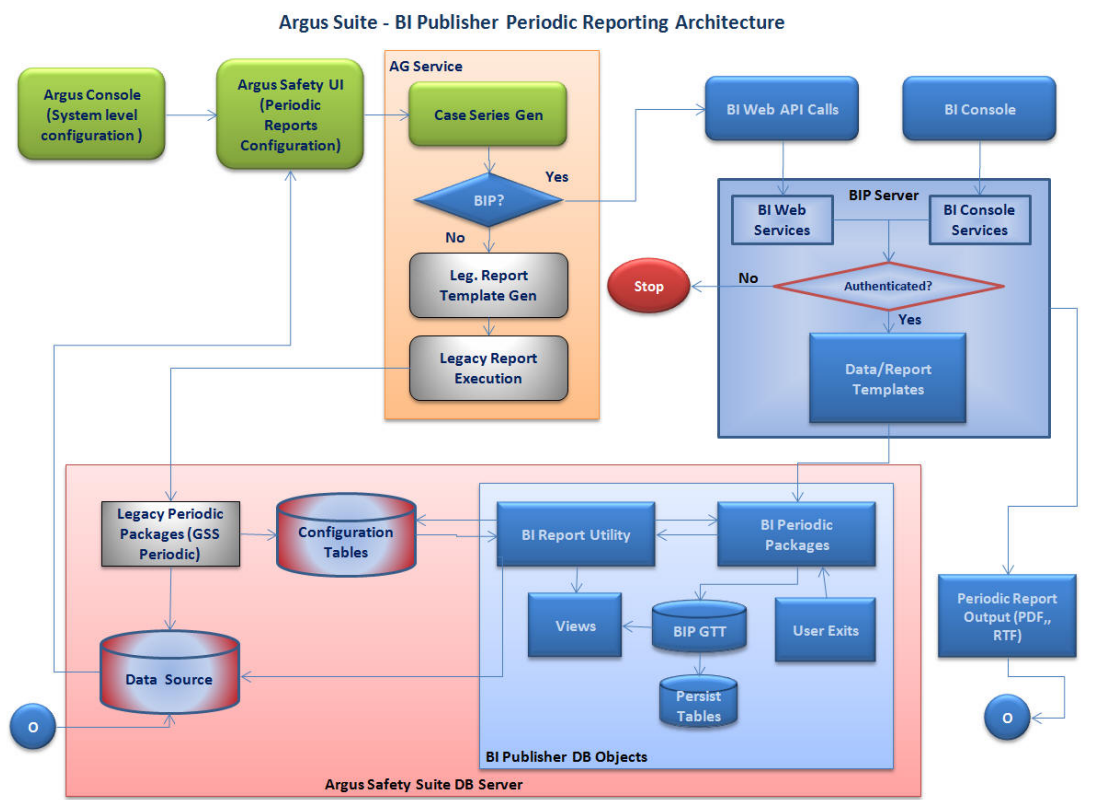 Argus Suite - BI Publisher Periodic Reporting Architecture
AG Service
Argus Console
(System level
configuration )
Argus Safety UI
(Periodic
Reports
Configuration)
Case Series Gen
BI Web API Calls
BI Console
Yes
BIP?
No
BIP Server
BI Web
Services
BI Console
Services
Leg. Report
Template Gen
Stop
No
Authenticated?
Yes
Legacy Report
Execution
Data/Report
Templates
Legacy Periodic
Packages (GSS
Periodic)
Configuration
Tables
BI Report Utility
BI Periodic
Packages
Views
BIP GTT
User Exits
Periodic Report
Output (PDF,,
RTF)
Data Source
Persist
Tables
O
O
BI Publisher DB Objects
Argus Safety Suite DB Server